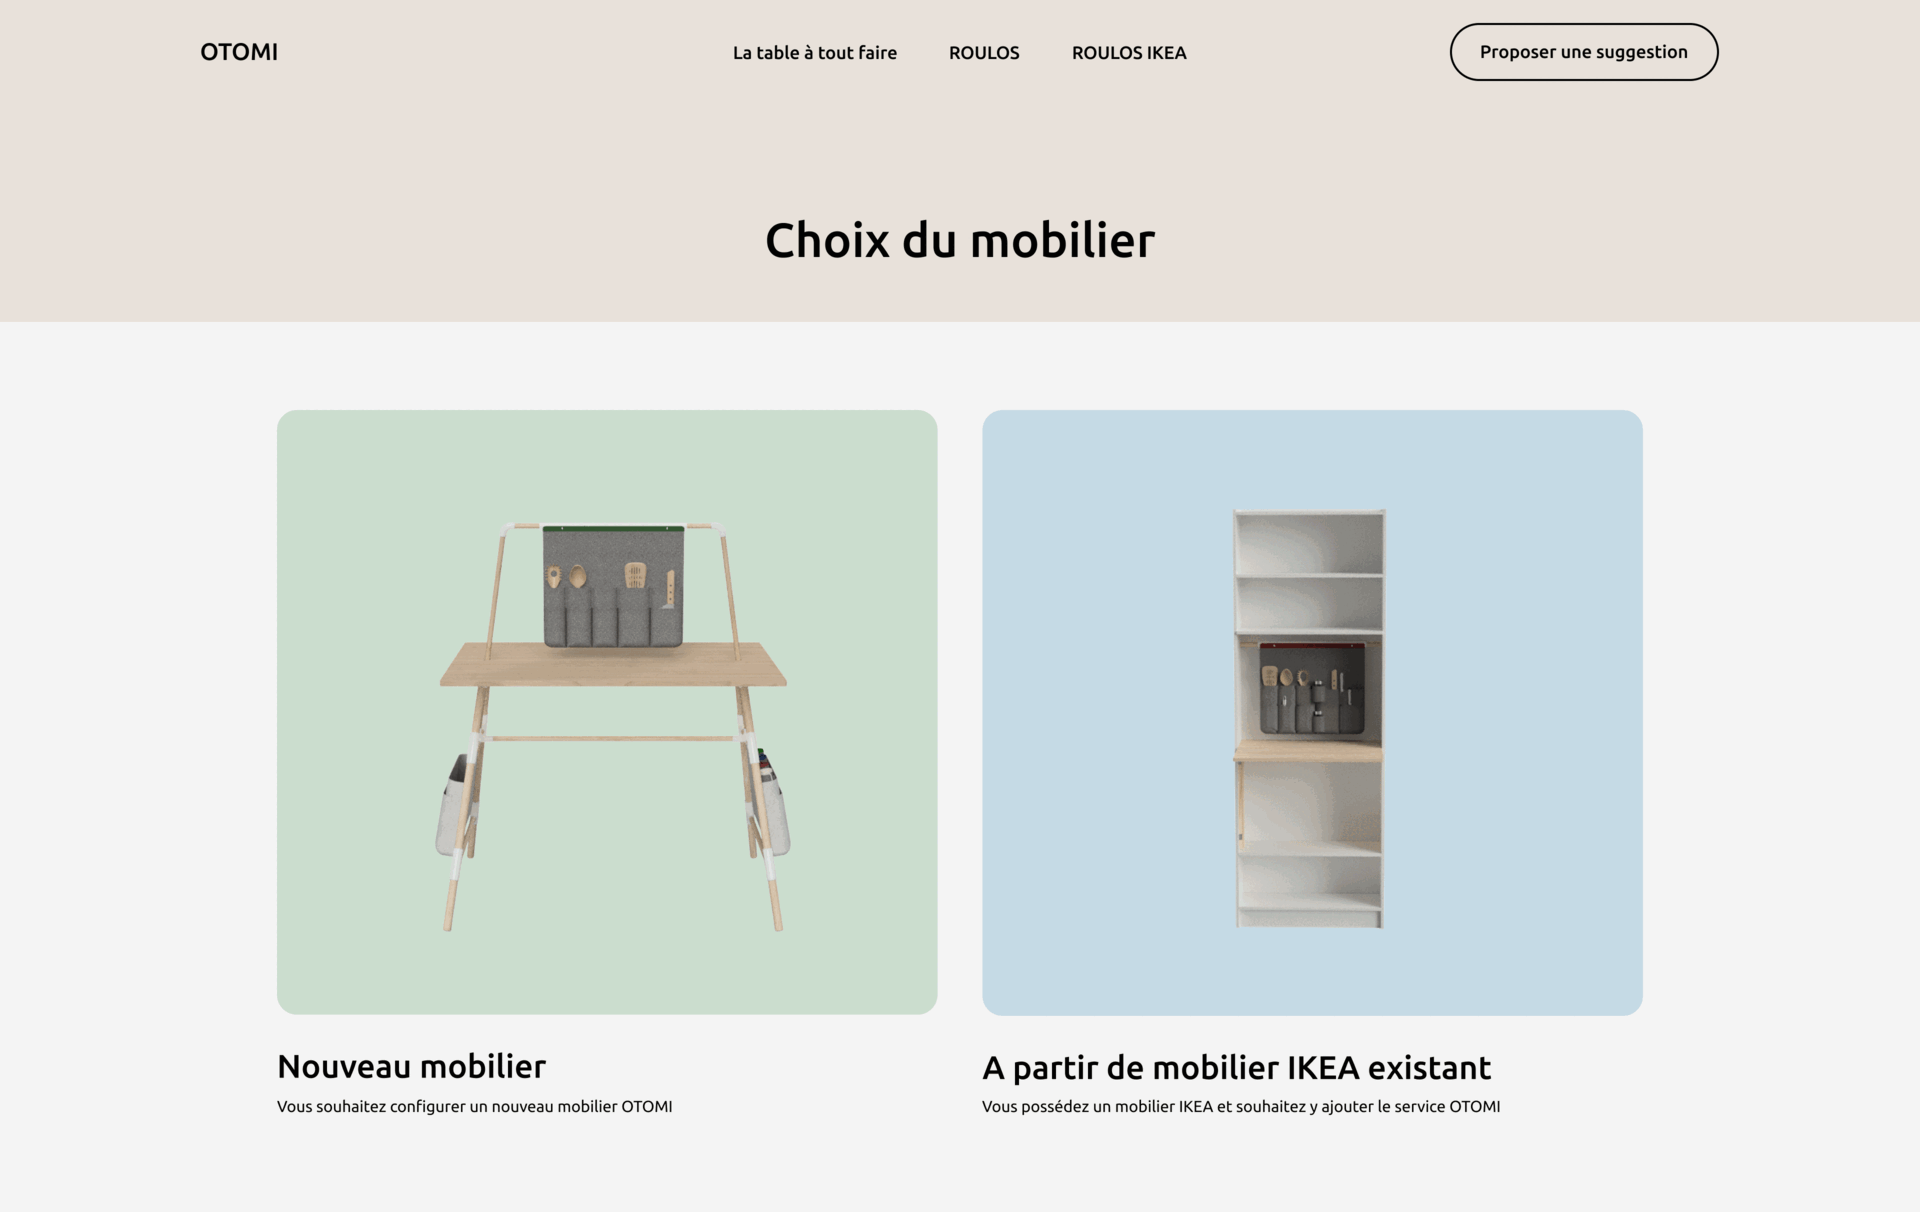 OTOMI
La table à tout faire
ROULOS
ROULOS IKEA
Proposer une suggestion
Choix du mobilier
Nouveau mobilier
Vous souhaitez configurer un nouveau mobilier OTOMI
A partir de mobilier IKEA existant
Vous possédez un mobilier IKEA et souhaitez y ajouter le service OTOMI